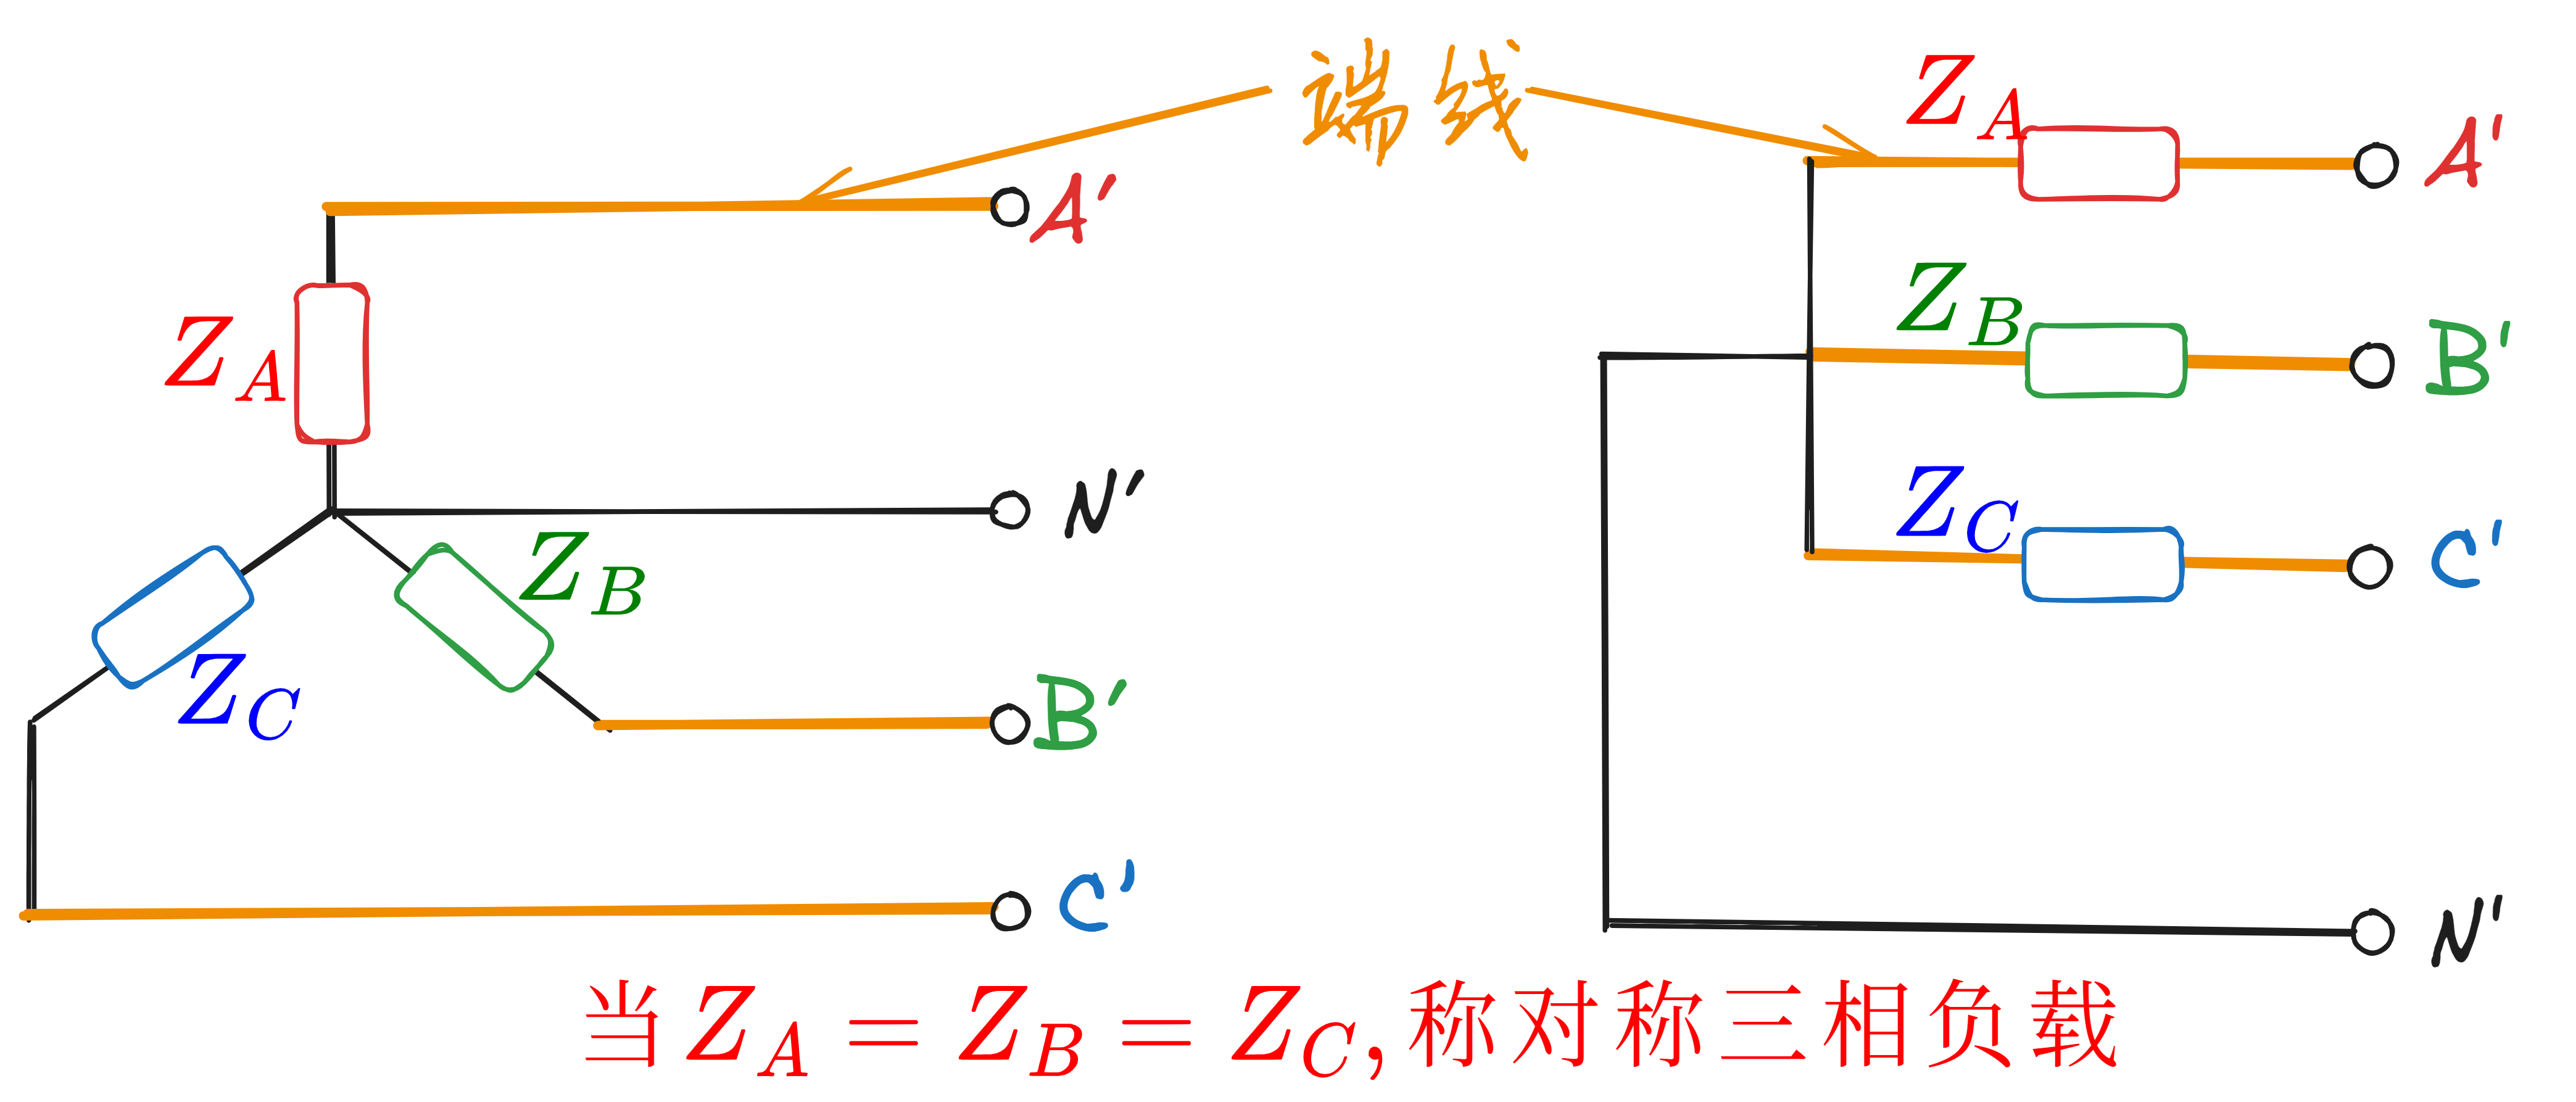 端线
Z_A
A'
Z_A
A'
Z_B
B'
N'
Z_B
Z_C
C'
Z_C
B'
C'
N'
当 Z_A = Z_B = Z_C, 称对称三相负载